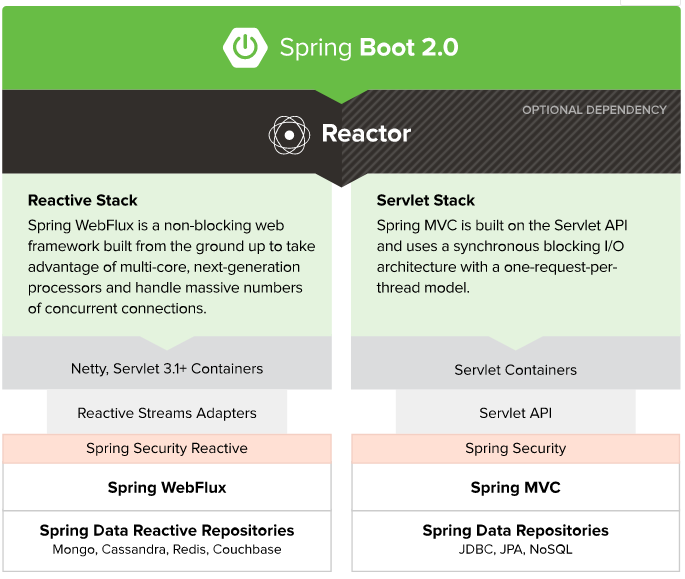 Spring Boot 2.0
OPTIONAL DEPENDENCY
Reactor
Reactive Stack
Spring WebFlux is a non-blocking web
framework built from the ground up to take
advantage of multi-core, next-generation
processors and handle massive numbers
of concurrent connections.
Servlet Stack
Spring MVC is built on the Servlet API
and uses a synchronous blocking I/O
architecture with a one-request-per-
thread model.
Netty, Servlet 3.1+ Containers
Servlet Containers
Reactive Streams Adapters
Servlet API
Spring Security Reactive
Spring Security
Spring WebFlux
Spring MVC
Spring Data Reactive Repositories
Mongo, Cassandra, Redis, Couchbase
Spring Data Repositories
JDBC, JPA, NoSQL